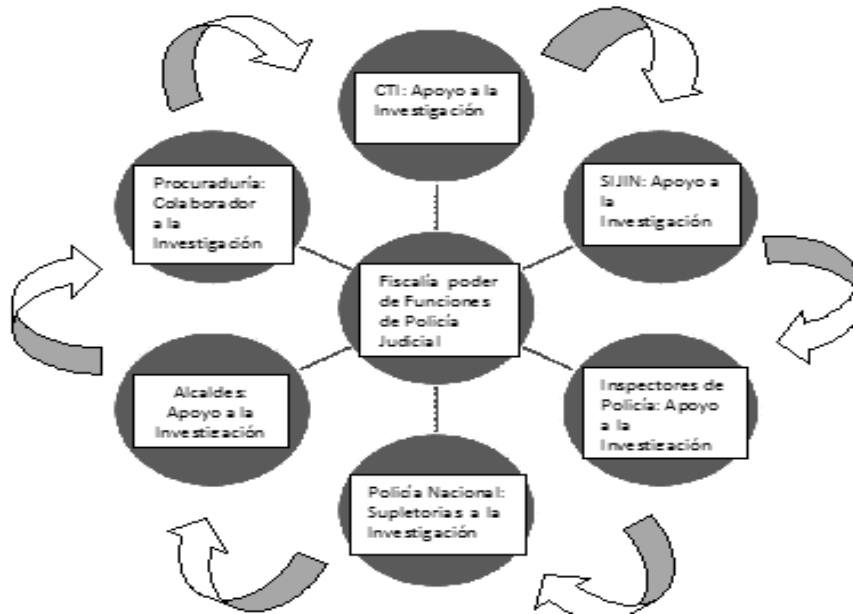 CTI: Apoyo a la
Investigación
Procuraduría:
Colaborador
a la
Investigación
SIJIN: Apoyo a
la
Investigación
Fiscalía poder
de Funciones
de Policía
Judicial
Alcaldes:
Apoyo a la
Investigación
Inspectores de
Policía: Apoyo
a la
Investigación
Policía Nacional:
Supletorias a la
Investigación